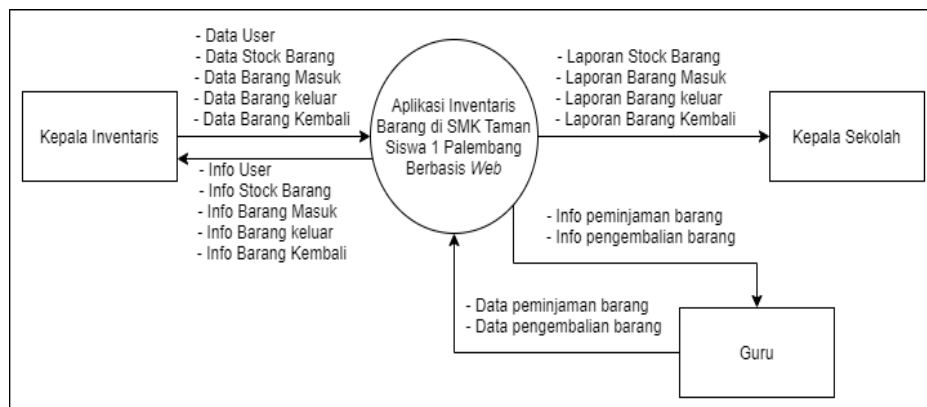 - Data User
- Data Stock Barang
- Data Barang Masuk
- Data Barang keluar
- Data Barang Kembali
Kepala Inventaris
- Info User
- Info Stock Barang
- Info Barang Masuk
- Info Barang keluar
- Info Barang Kembali
Aplikasi Inventaris
Barang di SMK Taman
Siswa 1 Palembang
Berbasis Web
- Laporan Stock Barang
- Laporan Barang Masuk
- Laporan Barang keluar
- Laporan Barang Kembali
Kepala Sekolah
- Info peminjaman barang
- Info pengembalian barang
- Data peminjaman barang
- Data pengembalian barang
Guru